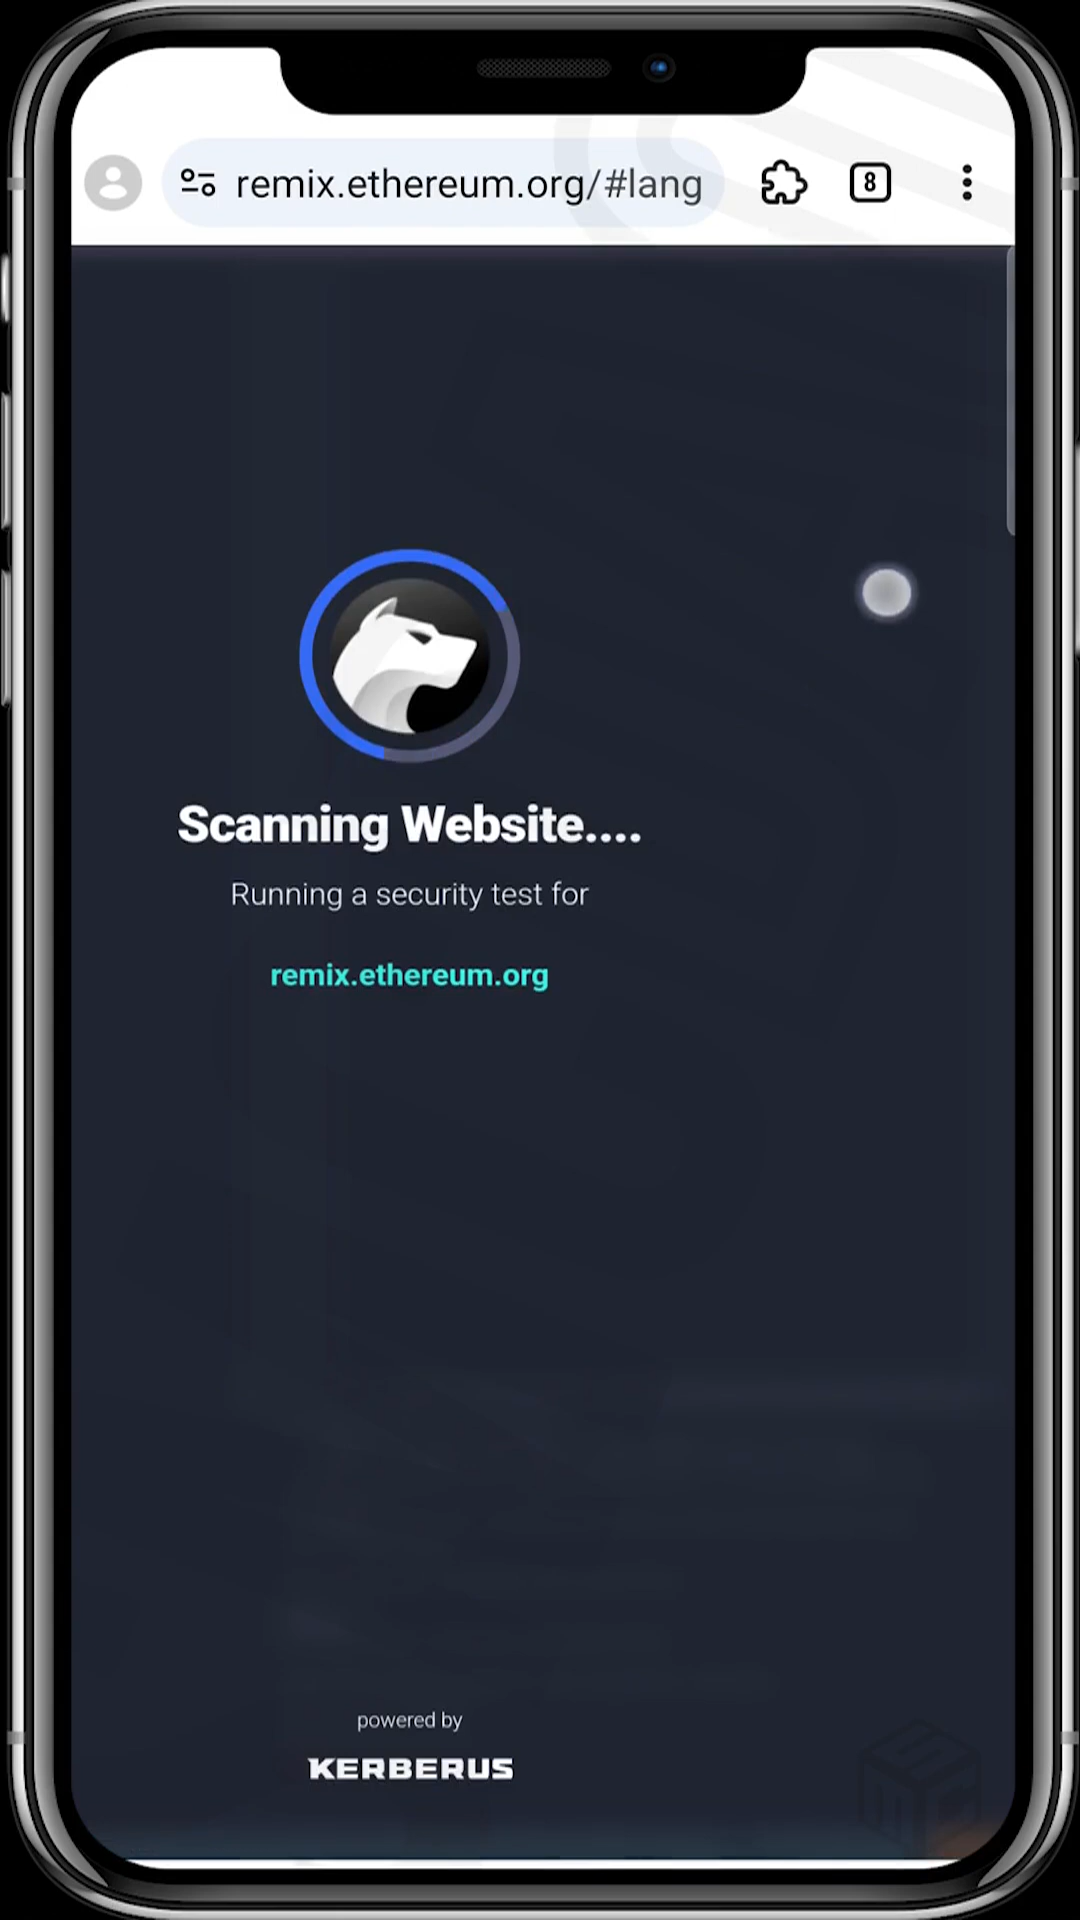 remix.ethereum.org/#lang
8
Scanning Website....
Running a security test for
remix.ethereum.org
powered by
KERBERUS